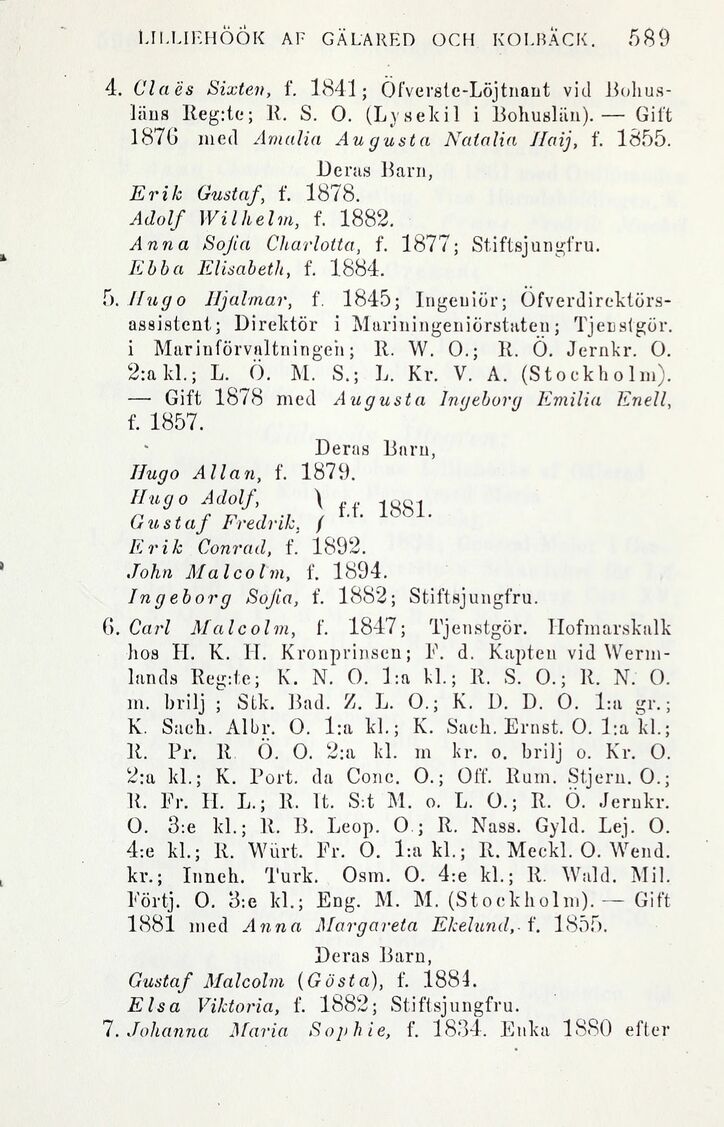 LILLIEHÖÖK AF GÄLARED OCH KOLBÄCK. 589
4. Claës Sixten, f. 1841; Öfverste-Löjtnant vid Bohus-
läns Reg:te; R. S. O. (Lysekil i Bohuslän). — Gift
1876 med Amalia Augusta Natalia Haij, f. 1855.
Deras Barn,
Erik Gustaf, f. 1878.
Adolf Wilhelm, f. 1882.
Anna Sofia Charlotta, f. 1877; Stiftsjungfru.
Ebba Elisabeth, f. 1884.
5. Hugo Hjalmar, f. 1845; Ingeniör; Öfverdirektörs-
assistent; Direktör i Mariningeniörstaten; Tjenstgör.
i Marinförvaltningen; R. W. O.; R. Ö. Jernkr. O.
2:a kl.; L. Ö. M. S.; L. Kr. V. A. (Stockholm).
— Gift 1878 med Augusta Ingeborg Emilia Enell,
f. 1857.
Deras Barn,
Hugo Allan, f. 1879.
Hugo Adolf, } f.f. 1881.
Gustaf Fredrik,
Erik Conrad, f. 1892.
John Malcolm, f. 1894.
Ingeborg Sofia, f. 1882; Stiftsjungfru.
6. Carl Malcolm, f. 1847; Tjenstgör. Hofmarskalk
hos H. K. H. Kronprinsen; F. d. Kapten vid Werm-
lands Reg:te; K. N. O. 1:a kl.; R. S. O.; R. N. O.
m. brilj ; Stk. Bad. Z. L. O.; K. D. D. O. 1:a gr.;
K. Sach. Albr. O. 1:a kl.; K. Sach. Ernst. O. 1:a kl.;
R. Pr. R Ö. O. 2:a kl. m kr. o. brilj o. Kr. O.
2:a kl.; K. Port. da Conc. O.; Off. Rum. Stjern. O.;
R. Fr. H. L.; R. It. S:t M. o. L. O.; R. Ö. Jernkr.
O. 3:e kl.; R. B. Leop. O.; R. Nass. Gyld. Lej. O.
4:e kl.; R. Würt. Fr. O. 1:a kl.; R. Meckl. O. Wend.
kr.; Inneh. Turk. Osm. O. 4:e kl.; R. Wald. Mil.
Förtj. O. 3:e kl.; Eng. M. M. (Stockholm). — Gift
1881 med Anna Margareta Ekelund, f. 1855.
Deras Barn,
Gustaf Malcolm (Gösta), f. 1884.
Elsa Viktoria, f. 1882; Stiftsjungfru.
7. Johanna Maria Sophie, f. 1834. Enka 1880 efter